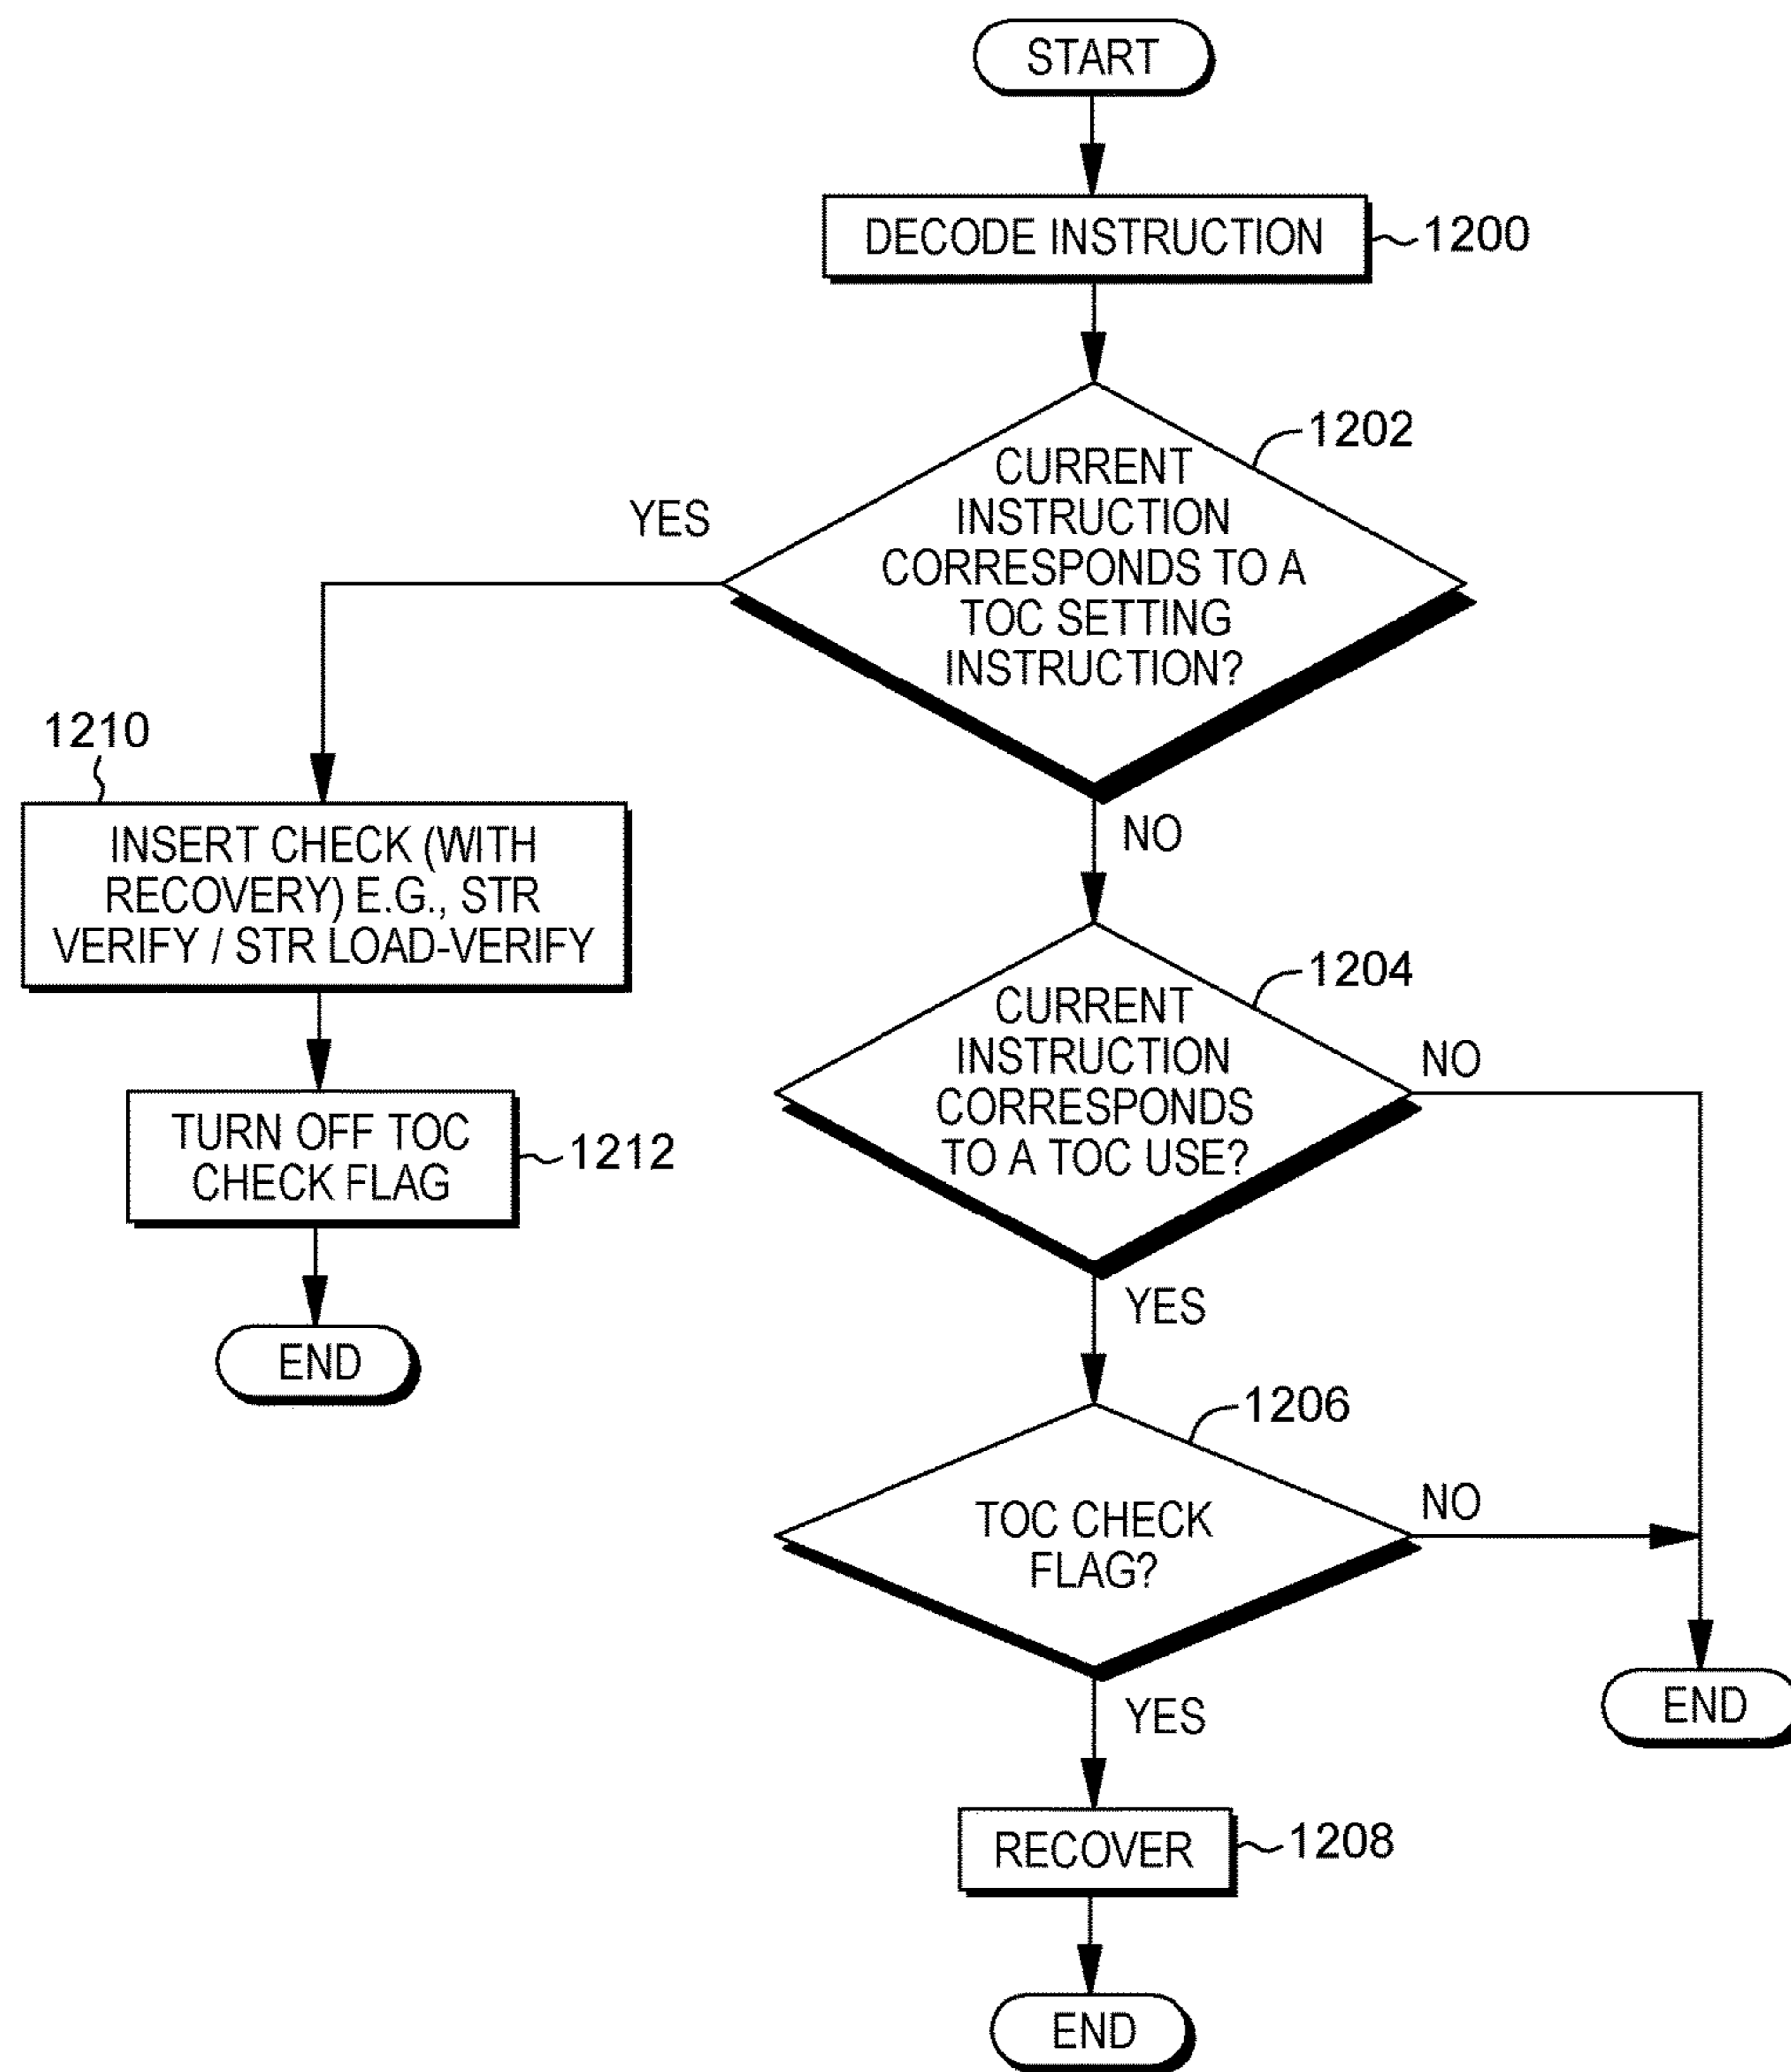 START
DECODE INSTRUCTION
1200
1202
CURRENT
INSTRUCTION
CORRESPONDS TO A
TOC SETTING
INSTRUCTION?
YES
NO
1210
INSERT CHECK (WITH
RECOVERY) E.G., STR
VERIFY / STR LOAD-VERIFY
TURN OFF TOC
CHECK FLAG
1212
END
1204
CURRENT
INSTRUCTION
CORRESPONDS
TO A TOC USE?
NO
YES
1206
TOC CHECK
FLAG?
NO
YES
END
RECOVER
1208
END